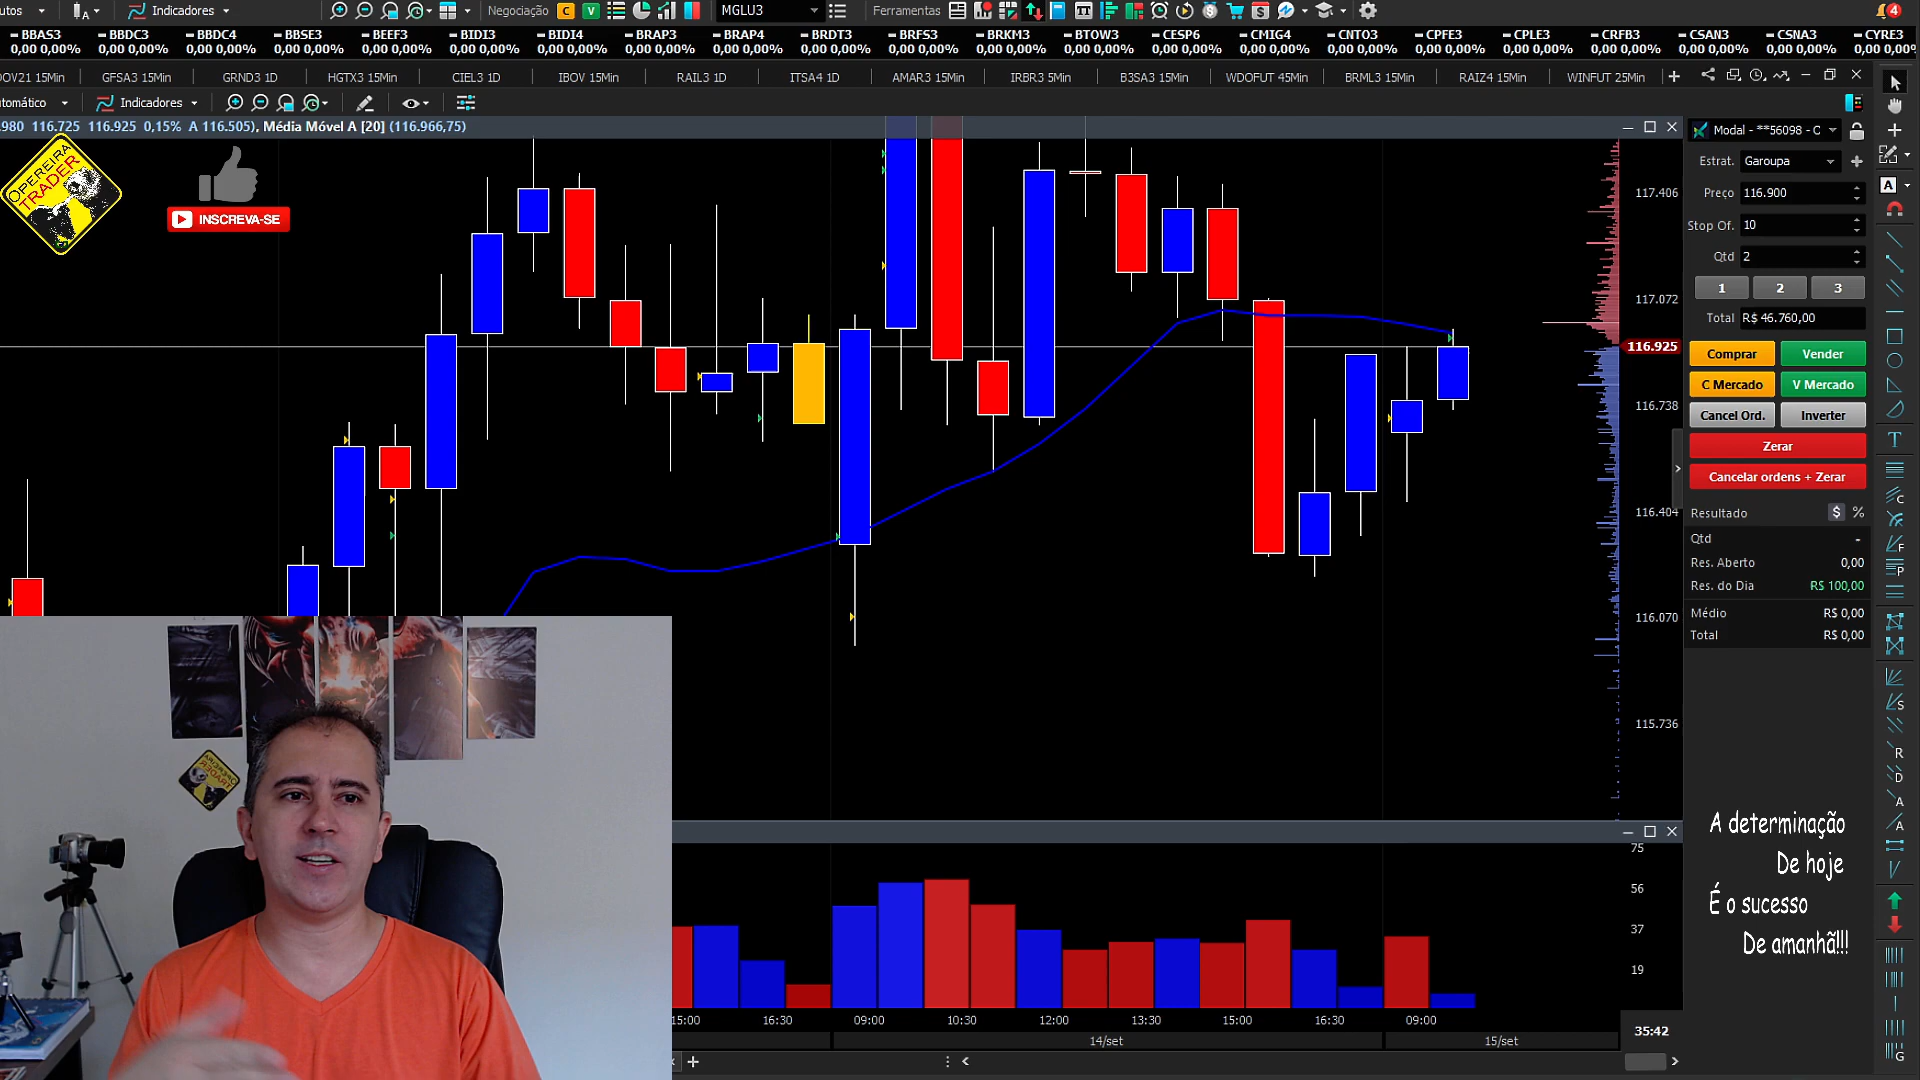 utos Indicadores Negociação C V MGLU3 Ferramentas 4
BBAS3 BBDC3 BBDC4 BBSE3 BEEF3 BIDI3 BIDI4 BRAP3 BRAP4 BRDT3 BRFS3 BRKM3 BTOW3 CESP6 CMIG4 CNTO3 CPFE3 CPLE3 CRFB3 CSAN3 CSNA3 CYRE3
0,00 0,00% 0,00 0,00% 0,00 0,00% 0,00 0,00% 0,00 0,00% 0,00 0,00% 0,00 0,00% 0,00 0,00% 0,00 0,00% 0,00 0,00% 0,00 0,00% 0,00 0,00% 0,00 0,00% 0,00 0,00% 0,00 0,00% 0,00 0,00% 0,00 0,00% 0,00 0,00% 0,00 0,00% 0,00 0,00% 0,00 0,00% 0,00 0,00%
OOV21 15Min GFSA3 15Min GRND3 1D HGTX3 15Min CIEL3 1D IBOV 15Min RAIL3 1D ITSA4 1D AMAR3 15Min IRBR3 5Min B3SA3 15Min WDOFUT 45Min BRML3 15Min RAIZ4 15Min WINFUT 25Min
tomático Indicadores
.980 116.725 116.925 0,15% A 116.505), Média Móvel A [20] (116.966,75)
OPEREIRA
TRADER
INSCREVA-SE
117.406
117.072
116.925
116.738
116.404
116.070
115.736
Modal - **56098 - C
Estrat. Garoupa
Preço 116.900
Stop Of. 10
Qtd 2
1 2 3
Total R$ 46.760,00
Comprar Vender
C Mercado V Mercado
Cancel Ord. Inverter
Zerar
Cancelar ordens + Zerar
Resultado $ %
Qtd -
Res. Aberto 0,00
Res. do Dia R$ 100,00
Médio R$ 0,00
Total R$ 0,00
A determinação
De hoje
É o sucesso
De amanhã!!!
75
56
37
19
15:00 16:30 09:00 10:30 12:00 13:30 15:00 16:30 09:00
35:42
14/set 15/set